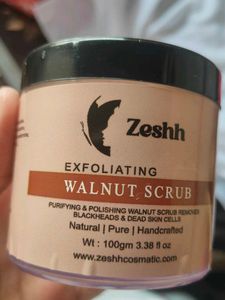 Zeshh
EXFOLIATING
WALNUT SCRUB
PURIFYING & POLISHING WALNUT SCRUB REMOVES
BLACKHEADS & DEAD SKIN CELLS
Natural | Pure | Handcrafted
Wt : 100gm 3.38 fl oz
www.zeshhcosmatic.com